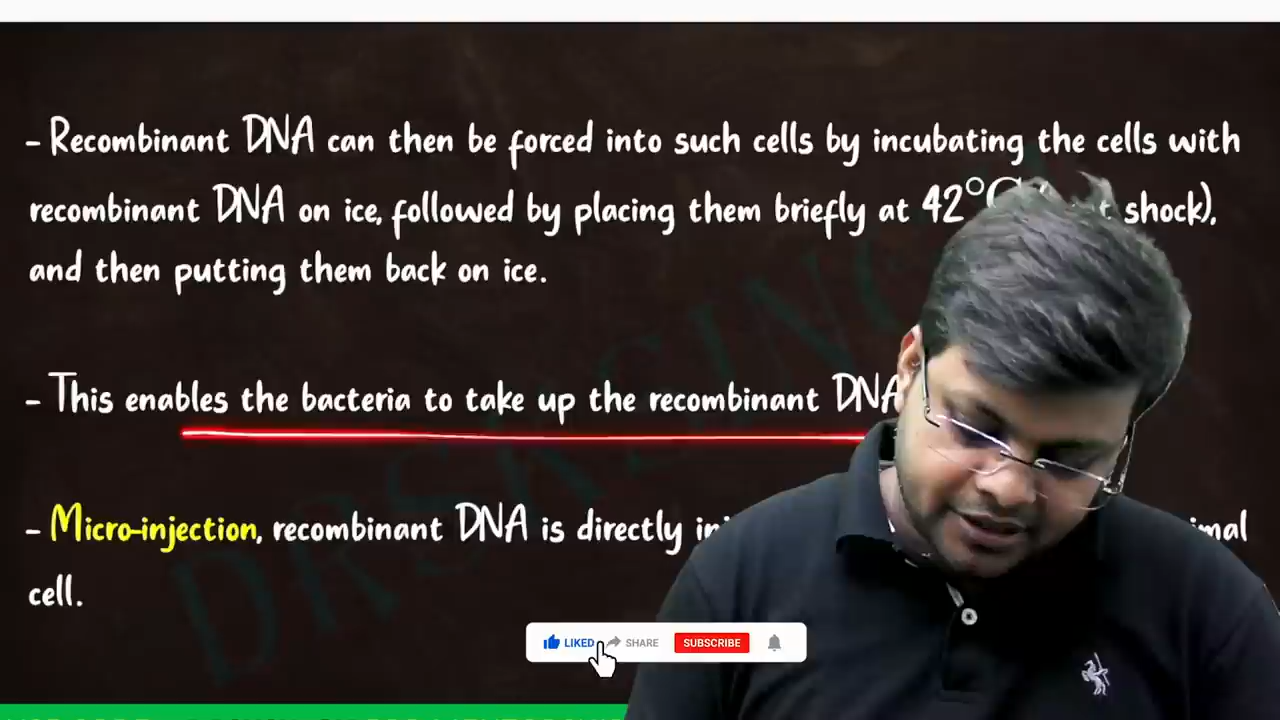 - Recombinant DNA can then be forced into such cells by incubating the cells with
recombinant DNA on ice, followed by placing them briefly at 42°C shock),
and then putting them back on ice.
- This enables the bacteria to take up the recombinant DNA
- Micro-injection, recombinant DNA is directly
cell.
LIKED SHARE SUBSCRIBE